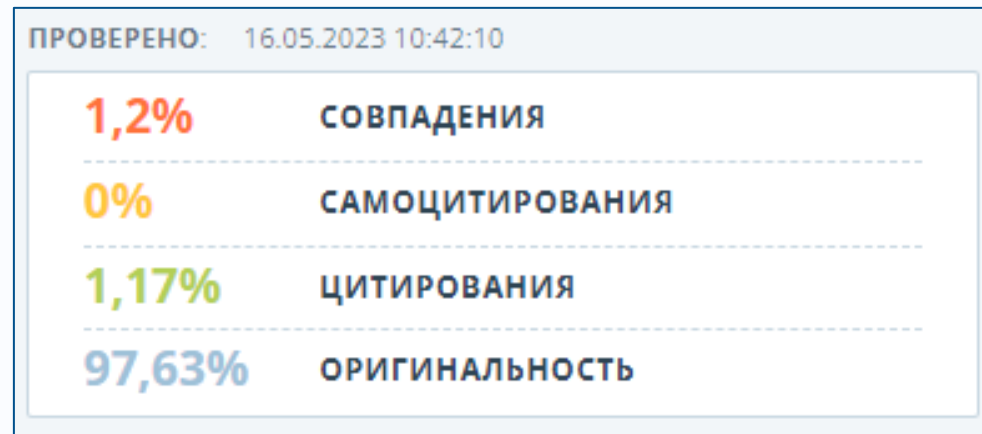 ПРОВЕРЕНО: 16.05.2023 10:42:10
1,2% СОВПАДЕНИЯ
0% САМОЦИТИРОВАНИЯ
1,17% ЦИТИРОВАНИЯ
97,63% ОРИГИНАЛЬНОСТЬ